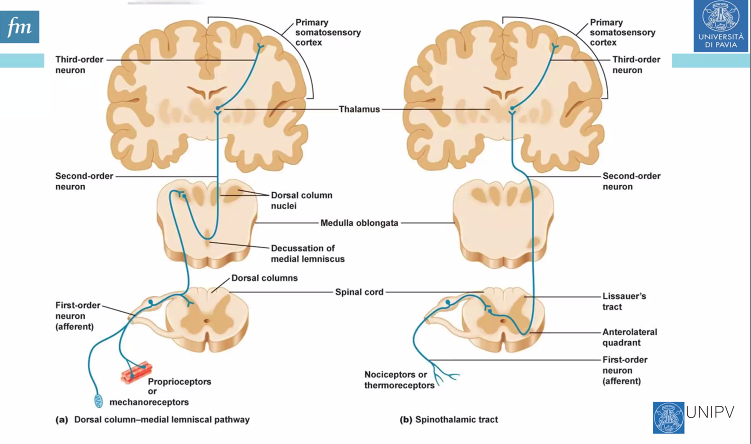 fm
UNIVERSITÀ
DI PAVIA
Primary
somatosensory
cortex
Third-order
neuron
Thalamus
Second-order
neuron
Dorsal column
nuclei
Medulla oblongata
Decussation of
medial lemniscus
Dorsal columns
Spinal cord
First-order
neuron
(afferent)
Proprioceptors
or
mechanoreceptors
(a) Dorsal column–medial lemniscal pathway
Primary
somatosensory
cortex
Third-order
neuron
Second-order
neuron
Lissauer's
tract
Anterolateral
quadrant
First-order
neuron
(afferent)
Nociceptors or
thermoreceptors
(b) Spinothalamic tract
UNIPV